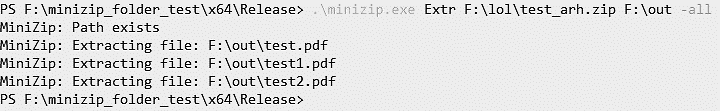 PS F:\minizip_folder_test\x64\Release> .\minizip.exe Extr F:\lol\test_arh.zip F:\out -all
MiniZip: Path exists
MiniZip: Extracting file: F:\out\test.pdf
MiniZip: Extracting file: F:\out\test1.pdf
MiniZip: Extracting file: F:\out\test2.pdf
PS F:\minizip_folder_test\x64\Release>